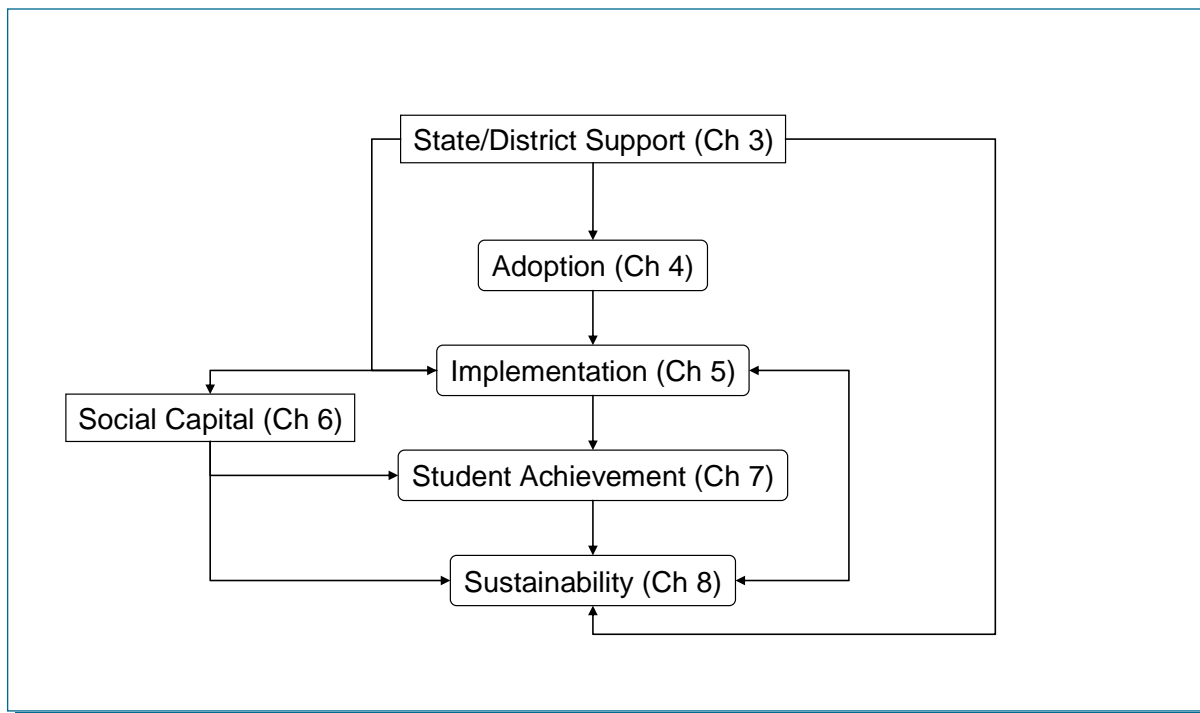 State/District Support (Ch 3)
Adoption (Ch 4)
Implementation (Ch 5)
Social Capital (Ch 6)
Student Achievement (Ch 7)
Sustainability (Ch 8)